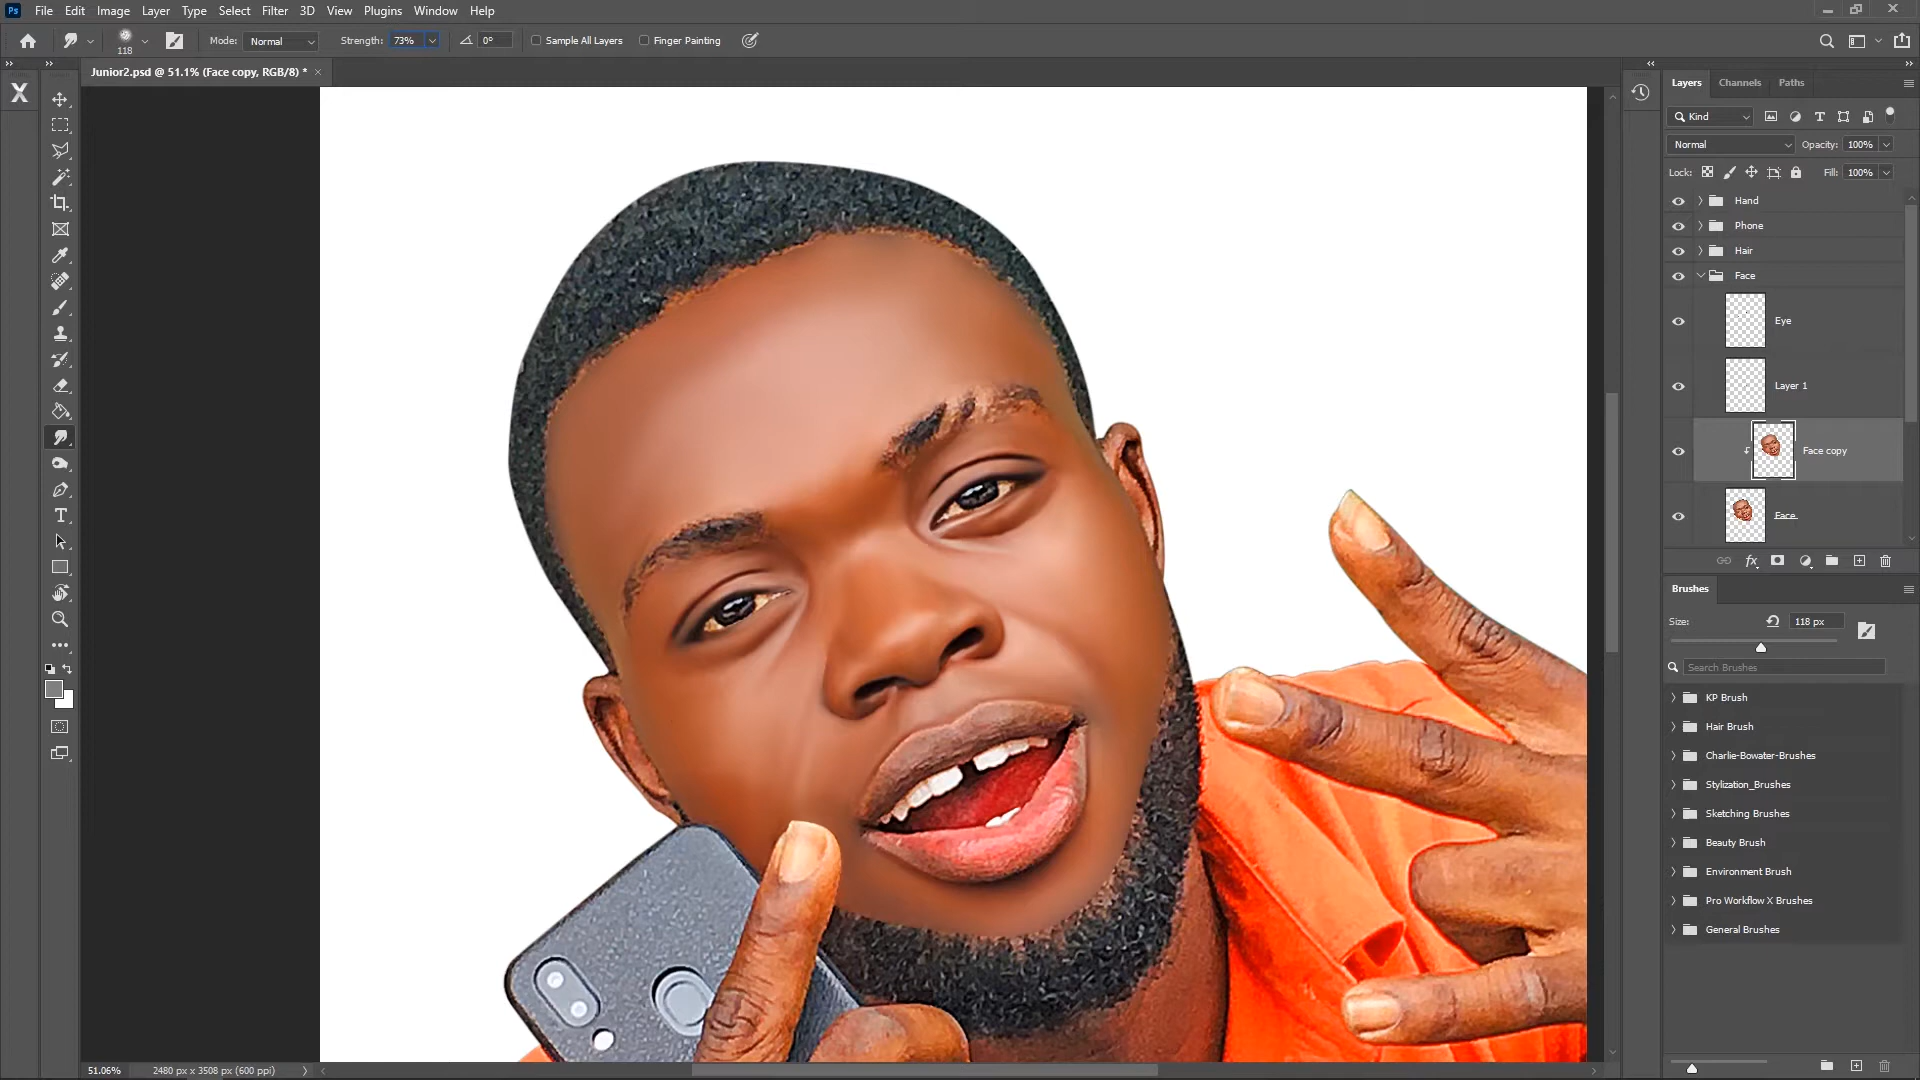 Ps File Edit Image Layer Type Select Filter 3D View Plugins Window Help
118 Mode: Normal Strength: 73% 0° Sample All Layers Finger Painting
Junior2.psd @ 51.1% (Face copy, RGB/8) * ×
X
Layers Channels Paths
Kind
Normal Opacity: 100%
Lock: Fill: 100%
Hand
Phone
Hair
Face
Eye
Layer 1
Face copy
Face
fx
Brushes
Size: 118 px
Search Brushes
KP Brush
Hair Brush
Charlie-Bowater-Brushes
Stylization_Brushes
Sketching Brushes
Beauty Brush
Environment Brush
Pro Workflow X Brushes
General Brushes
51.06% 2480 px x 3508 px (600 ppi)